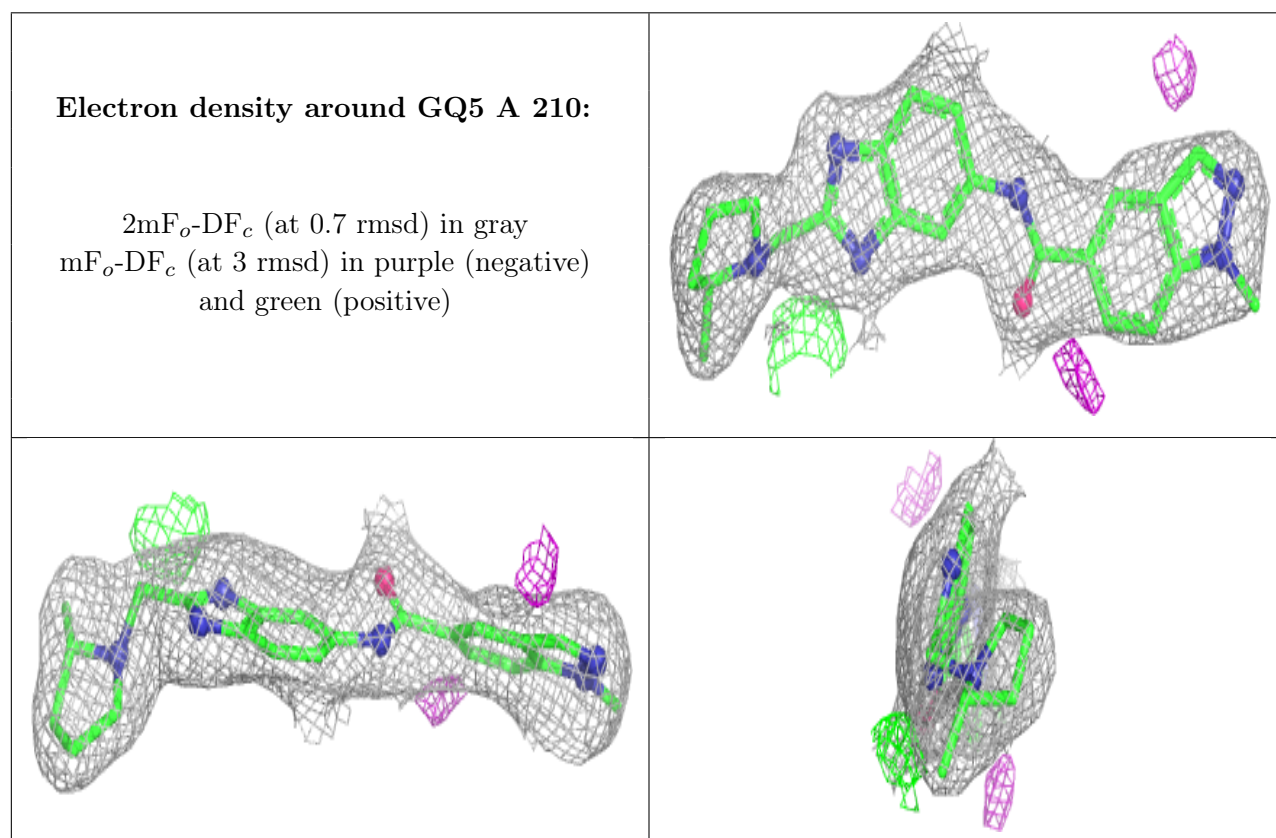 Electron density around GQ5 A 210:
2mFo-DFc (at 0.7 rmsd) in gray
mFo-DFc (at 3 rmsd) in purple (negative)
and green (positive)